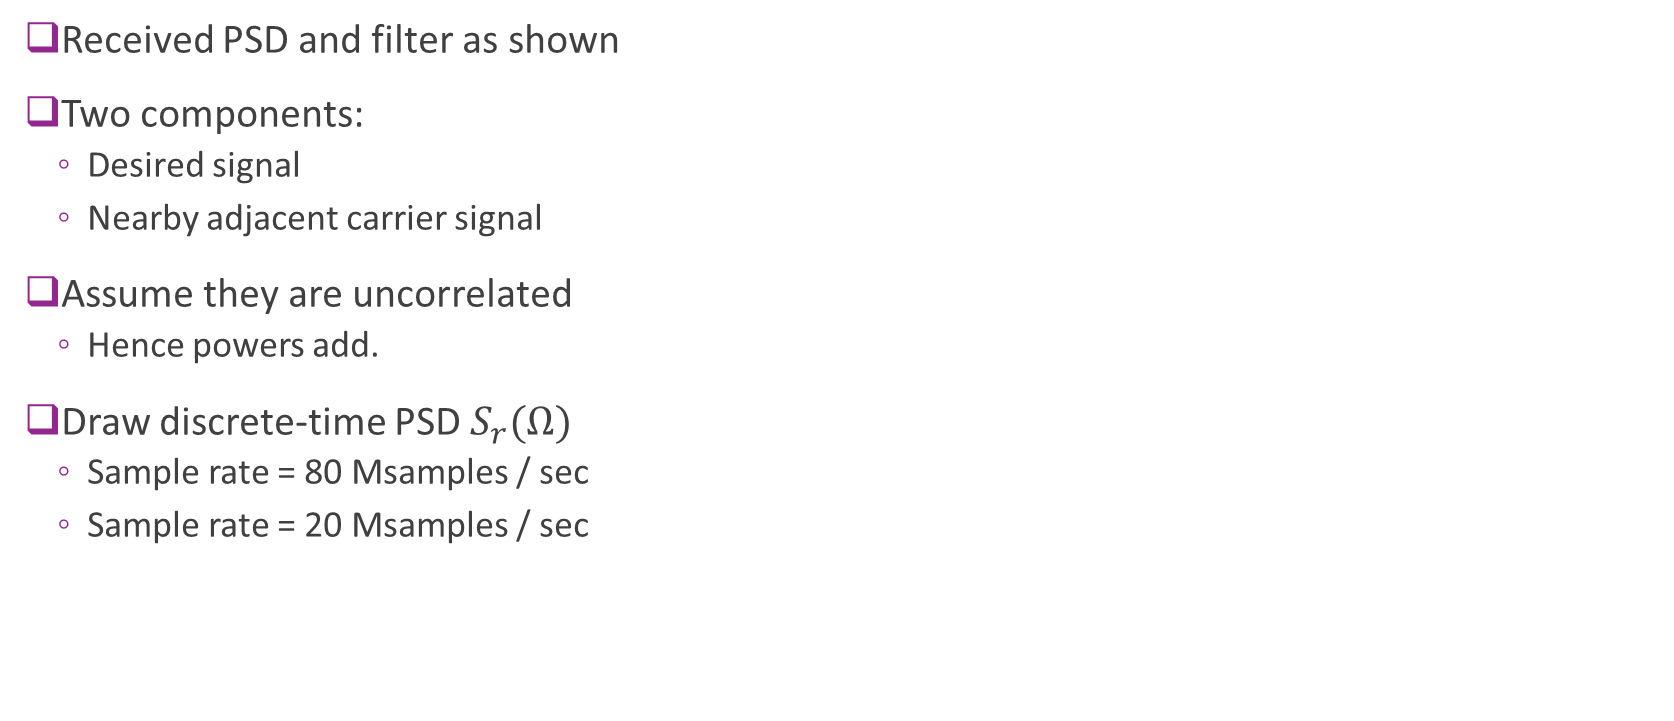 ❑Received PSD and filter as shown
❑Two components:
◦ Desired signal
◦ Nearby adjacent carrier signal
❑Assume they are uncorrelated
◦ Hence powers add.
❑Draw discrete-time PSD 𝑆ᵣ(Ω)
◦ Sample rate = 80 Msamples / sec
◦ Sample rate = 20 Msamples / sec